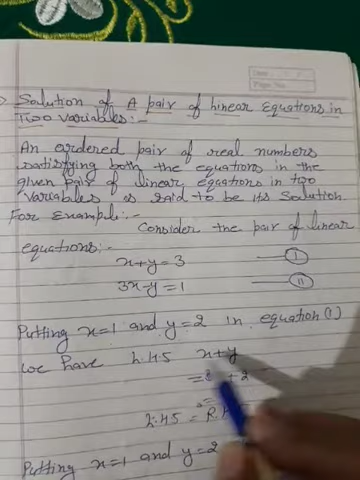 Solution of A pair of Linear Equations in
Two Variables:-
An ordered pair of real numbers
satisfying both the equations in the
given pair of linear equations in two
variables is said to be its solution
For Example:-
Consider the pair of linear
equations:-
x+y=3 ——— (I)
3x-y=1 ——— (II)
Putting x=1 and y=2 in equation (1)
we have L.H.S x+y
= + 2
L.H.S = R.H
Putting x=1 and y=2